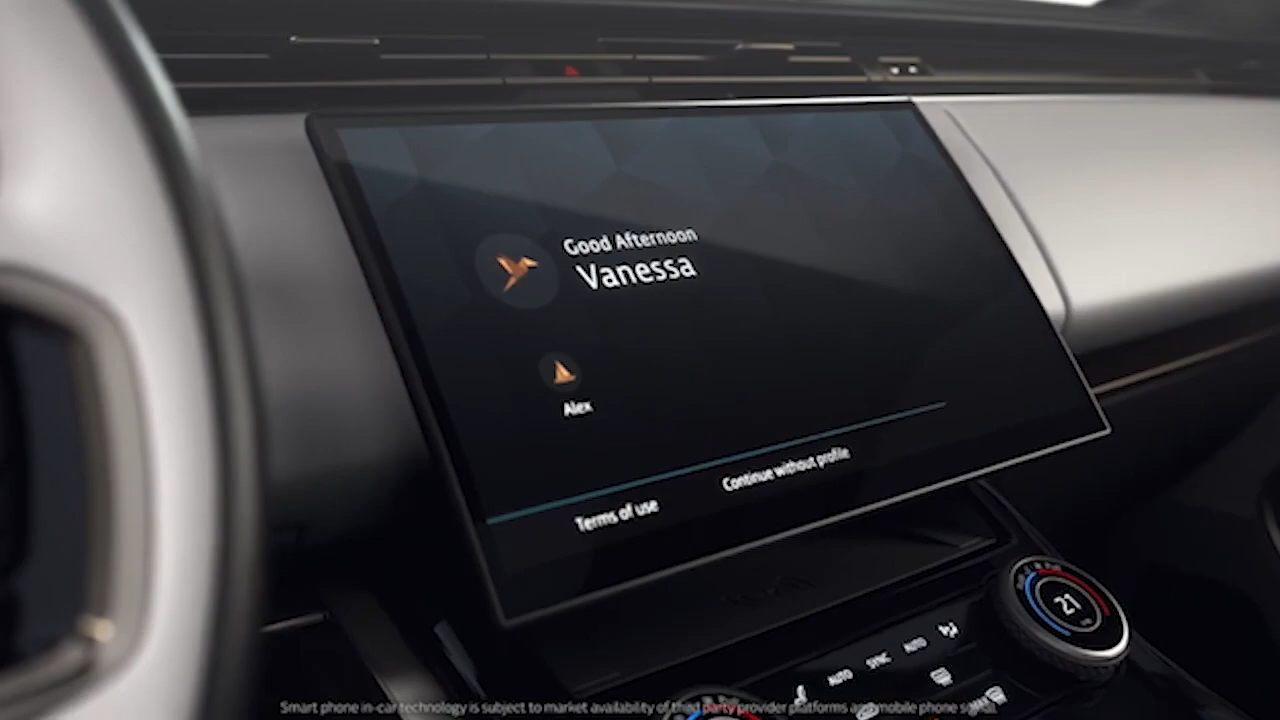 Good Afternoon
Vanessa
Alex
Continue without profile
Terms of use
21
AUTO
SYNC
AUTO
Smart phone in-car technology is subject to market availability of third party provider platforms and mobile phone signal